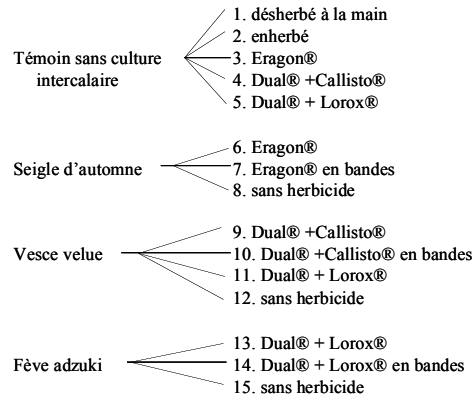 1. désherbé à la main
2. enherbé
Témoin sans culture
intercalaire
3. Eragon®
4. Dual® +Callisto®
5. Dual® + Lorox®
6. Eragon®
Seigle d’automne
7. Eragon® en bandes
8. sans herbicide
9. Dual® +Callisto®
Vesce velue
10. Dual® +Callisto® en bandes
11. Dual® + Lorox®
12. sans herbicide
13. Dual® + Lorox®
Fève adzuki
14. Dual® + Lorox® en bandes
15. sans herbicide